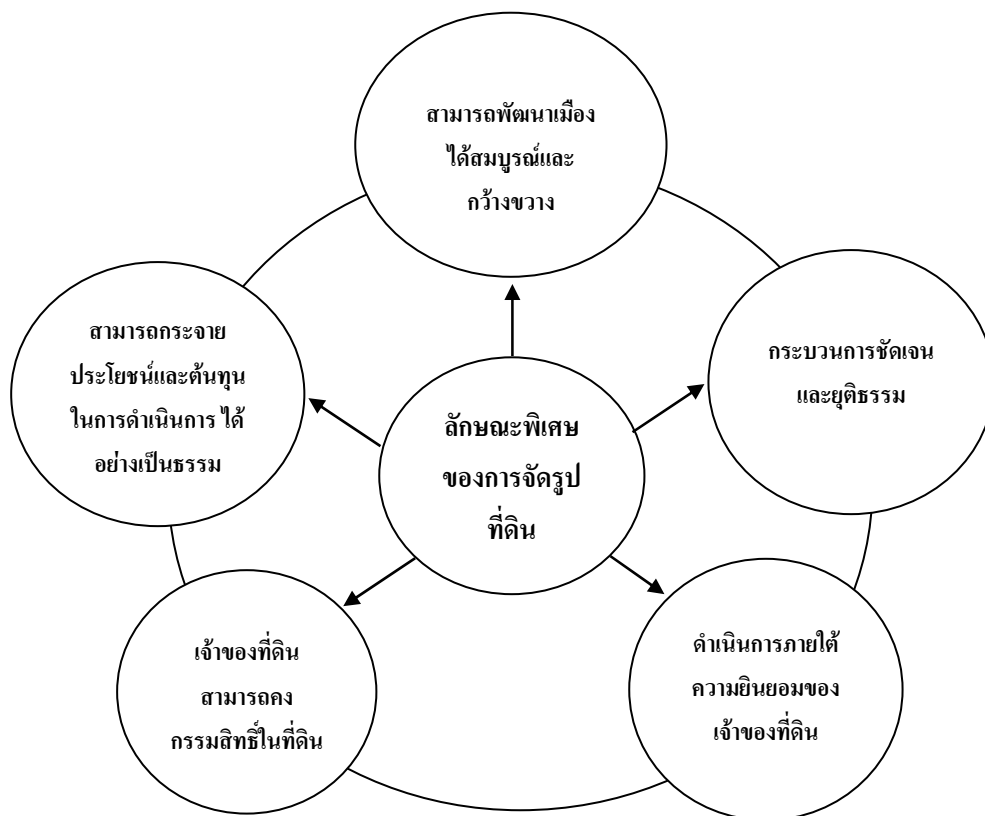 สามารถพัฒนาเมือง
ได้สมบูรณ์และ
กว้างขวาง
สามารถกระจาย
ประโยชน์และต้นทุน
ในการดำเนินการ ได้
อย่างเป็นธรรม
กระบวนการชัดเจน
และยุติธรรม
ลักษณะพิเศษ
ของการจัดรูป
ที่ดิน
เจ้าของที่ดิน
สามารถคง
กรรมสิทธิ์ในที่ดิน
ดำเนินการภายใต้
ความยินยอมของ
เจ้าของที่ดิน